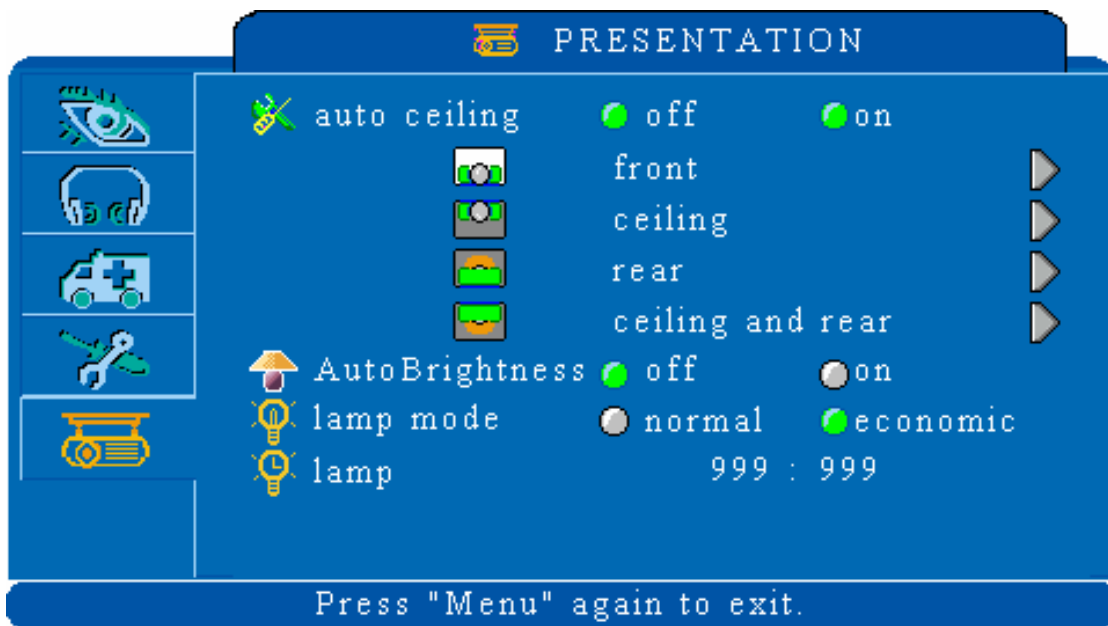 PRESENTATION
auto ceiling off on
front
ceiling
rear
ceiling and rear
AutoBrightness off on
lamp mode normal economic
lamp 999 : 999
Press "Menu" again to exit.